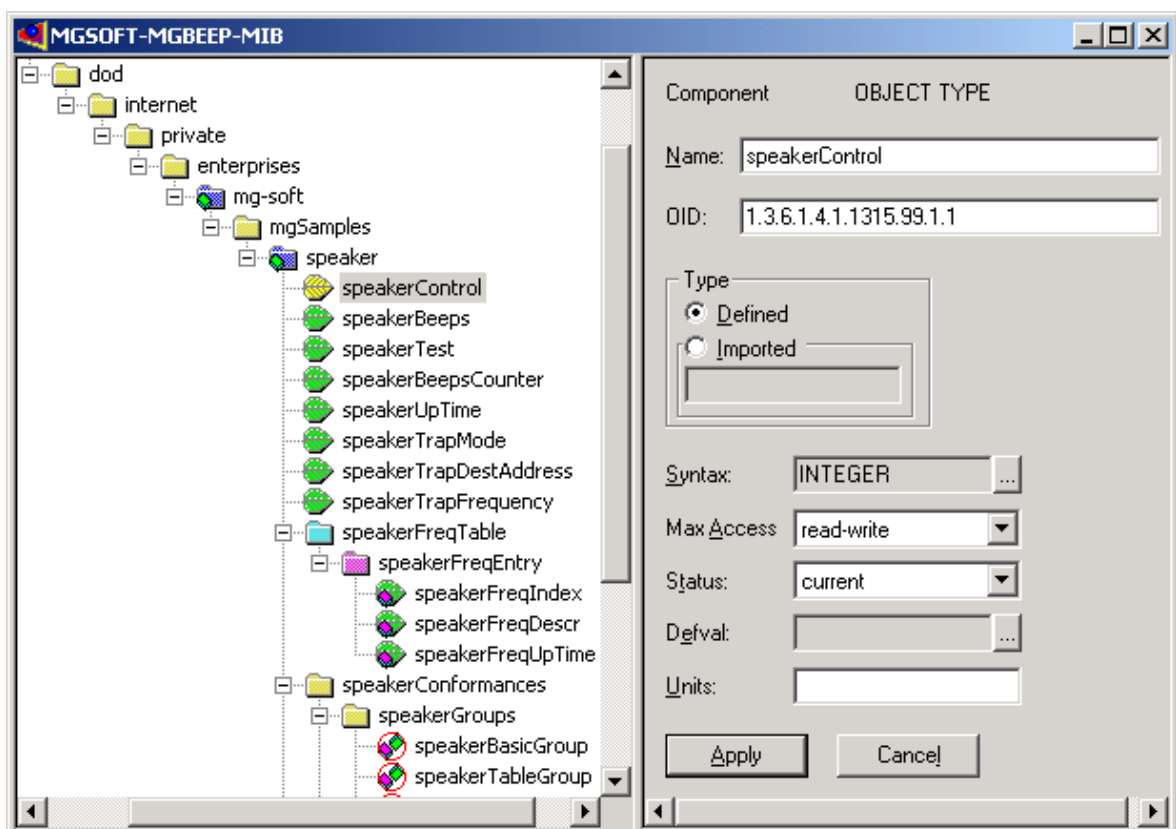 MGSOFT-MGBEEP-MIB
dod
internet
private
enterprises
mg-soft
mgSamples
speaker
speakerControl
speakerBeeps
speakerTest
speakerBeepsCounter
speakerUpTime
speakerTrapMode
speakerTrapDestAddress
speakerTrapFrequency
speakerFreqTable
speakerFreqEntry
speakerFreqIndex
speakerFreqDescr
speakerFreqUpTime
speakerConformances
speakerGroups
speakerBasicGroup
speakerTableGroup
Component OBJECT TYPE
Name: speakerControl
OID: 1.3.6.1.4.1.1315.99.1.1
Type
Defined
Imported
Syntax: INTEGER ...
Max Access read-write
Status: current
Defval: ...
Units:
Apply Cancel